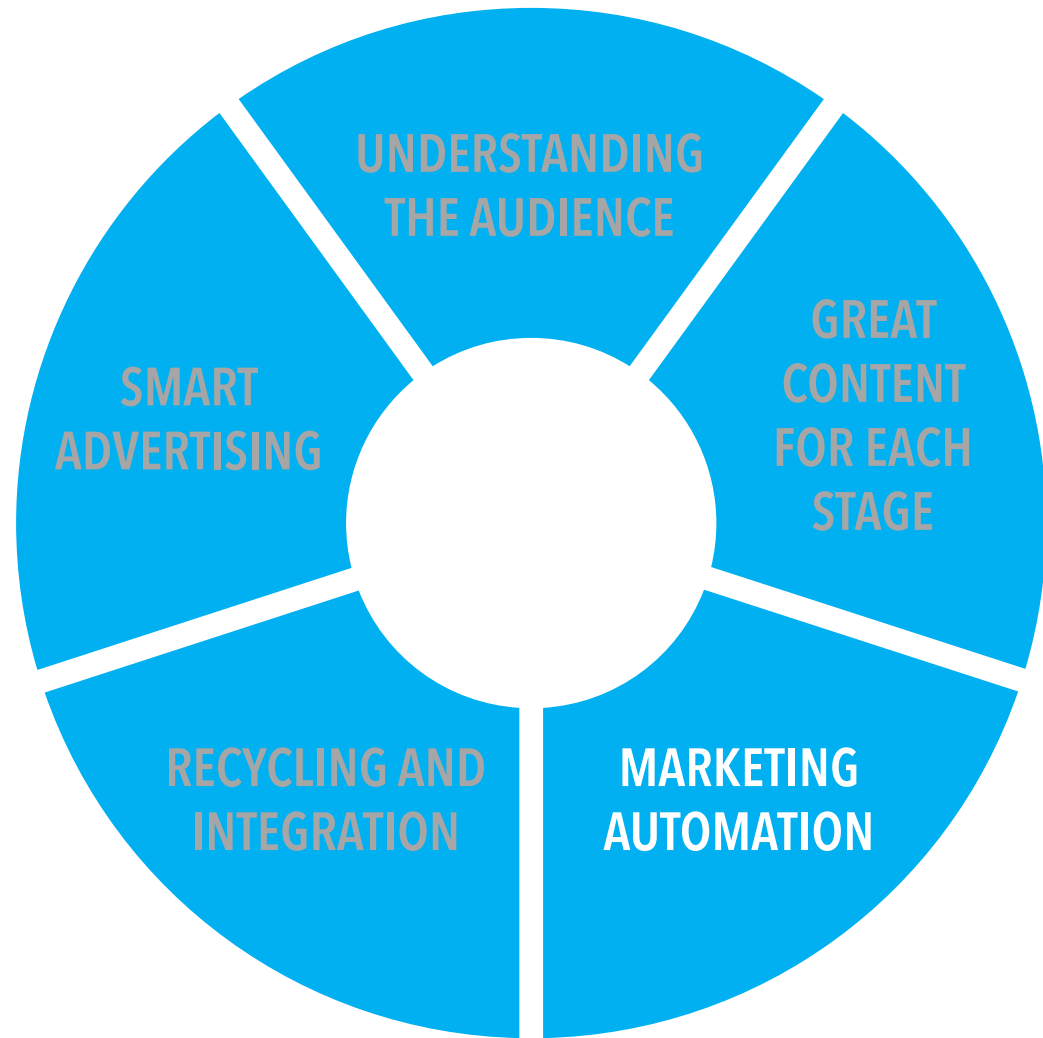 UNDERSTANDING
THE AUDIENCE
GREAT
CONTENT
FOR EACH
STAGE
MARKETING
AUTOMATION
RECYCLING AND
INTEGRATION
SMART
ADVERTISING